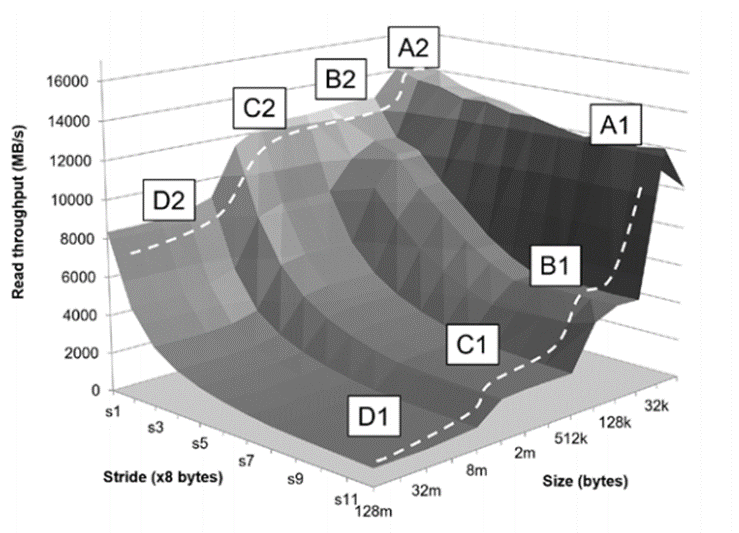 A2
B2
A1
C2
D2
B1
C1
D1
Read throughput (MB/s)
16000
14000
12000
10000
8000
6000
4000
2000
0
s1
s3
s5
s7
s9
s11
Stride (x8 bytes)
128m
32m
8m
2m
512k
128k
32k
Size (bytes)